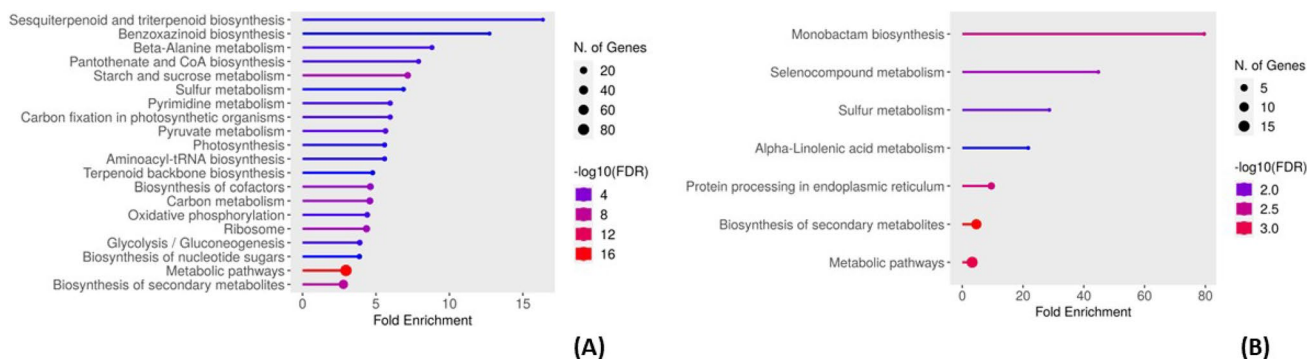 Sesquiterpenoid and triterpenoid biosynthesis
Benzoxazinoid biosynthesis
Beta-Alanine metabolism
Pantothenate and CoA biosynthesis
Starch and sucrose metabolism
Sulfur metabolism
Pyrimidine metabolism
Carbon fixation in photosynthetic organisms
Pyruvate metabolism
Photosynthesis
Aminoacyl-tRNA biosynthesis
Terpenoid backbone biosynthesis
Biosynthesis of cofactors
Carbon metabolism
Oxidative phosphorylation
Ribosome
Glycolysis / Gluconeogenesis
Biosynthesis of nucleotide sugars
Metabolic pathways
Biosynthesis of secondary metabolites
0 5 10 15
Fold Enrichment
N. of Genes
20
40
60
80
-log10(FDR)
4
8
12
16
(A)
Monobactam biosynthesis
Selenocompound metabolism
Sulfur metabolism
Alpha-Linolenic acid metabolism
Protein processing in endoplasmic reticulum
Biosynthesis of secondary metabolites
Metabolic pathways
0 20 40 60 80
Fold Enrichment
N. of Genes
5
10
15
-log10(FDR)
2.0
2.5
3.0
(B)